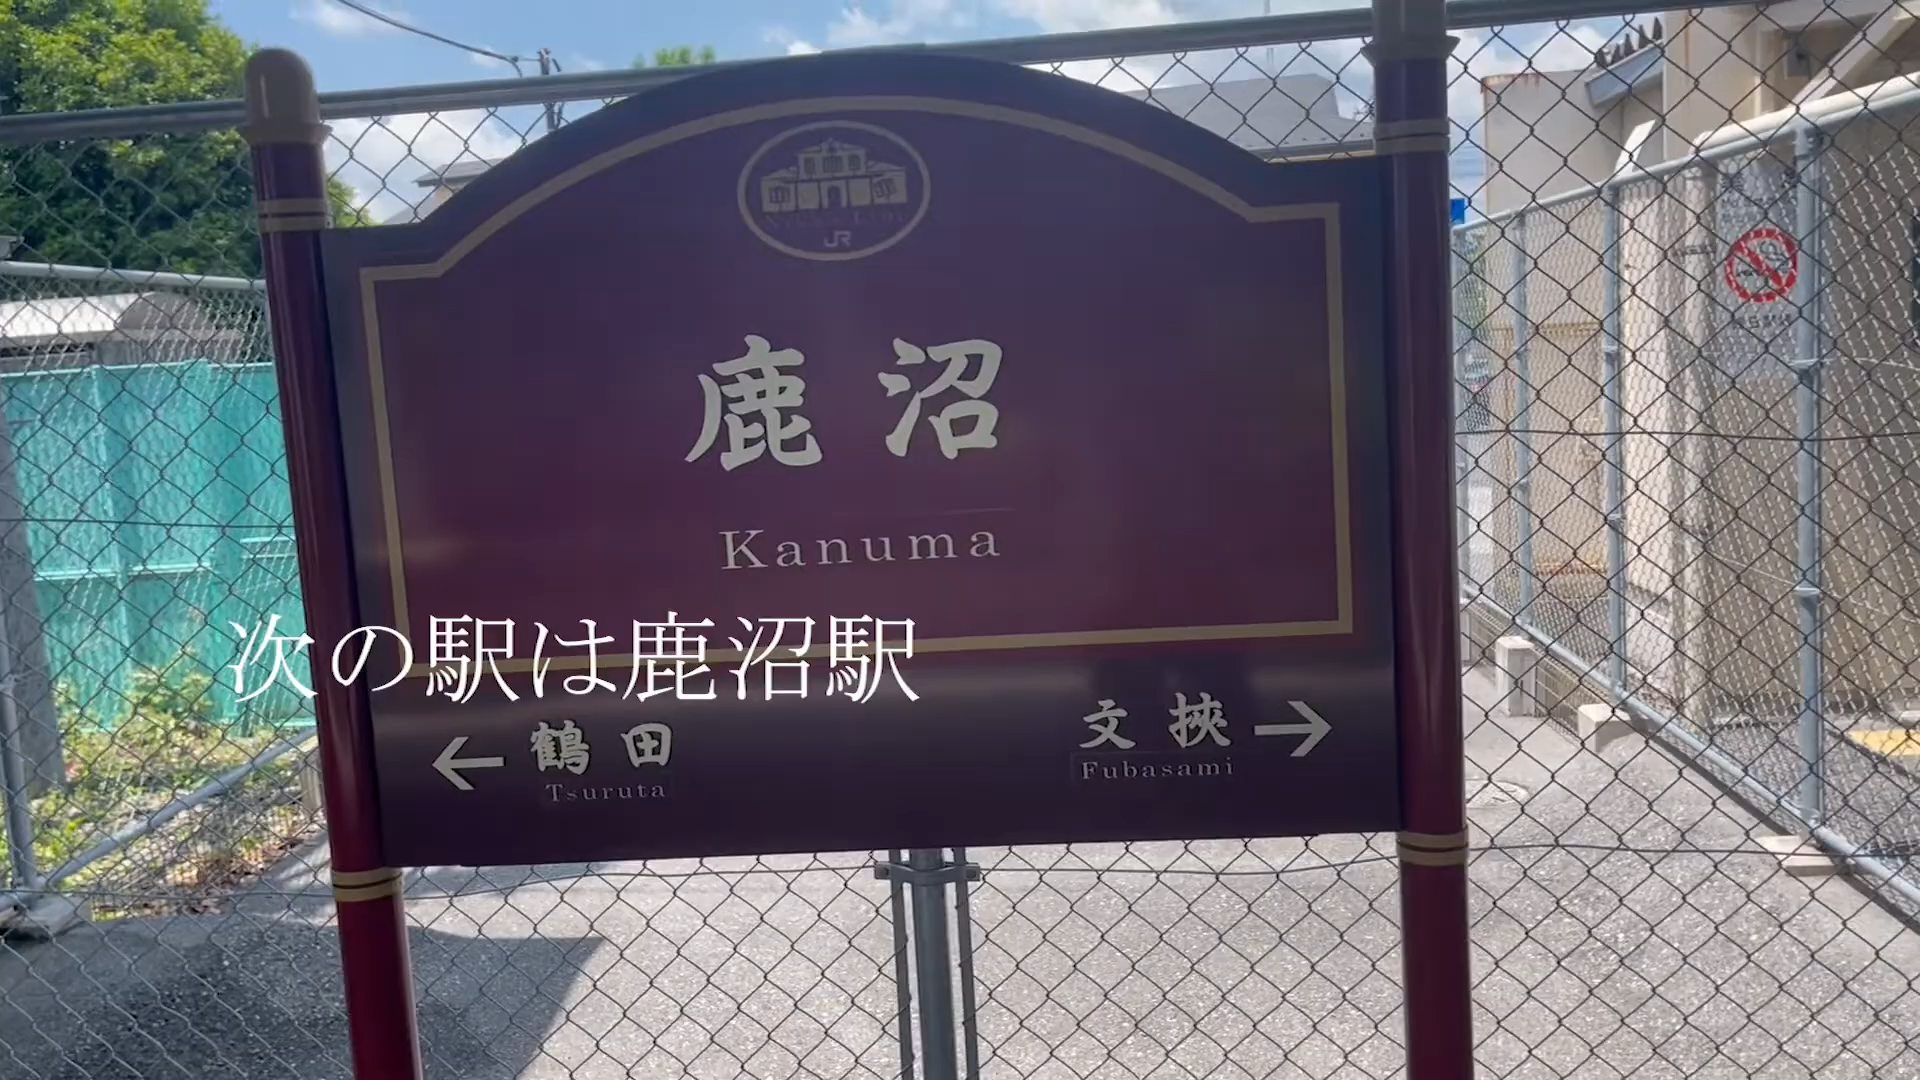 JR
鹿沼
Kanuma
次の駅は鹿沼駅
← 鶴田
Tsuruta
文挾 →
Fubasami